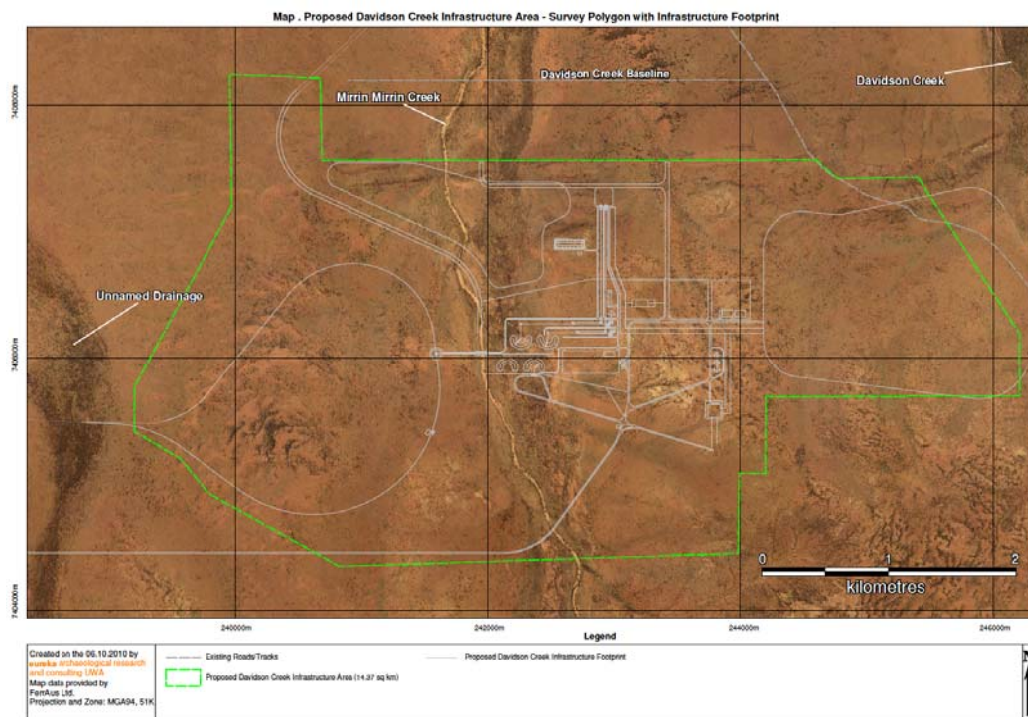 Map . Proposed Davidson Creek Infrastructure Area - Survey Polygon with Infrastructure Footprint
Davidson Creek Baseline
Davidson Creek
Mirrin Mirrin Creek
Unnamed Drainage
7408000m
7406000m
7404000m
0 1 2
kilometres
240000m 242000m 244000m 246000m
Legend
Created on the 06.10.2010 by
eureka archaeological research
and consulting UWA
Map data provided by
FerrAus Ltd.
Projection and Zone: MGA94, 51K
Existing Roads/Tracks
Proposed Davidson Creek Infrastructure Footprint
Proposed Davidson Creek Infrastructure Area (14.37 sq km)
N